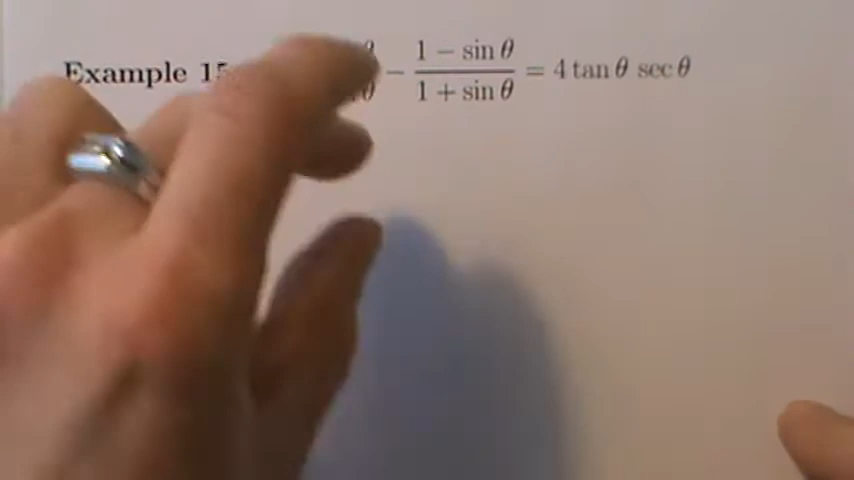 Example 15 θ/θ − (1 − sin θ)/(1 + sin θ) = 4 tan θ sec θ